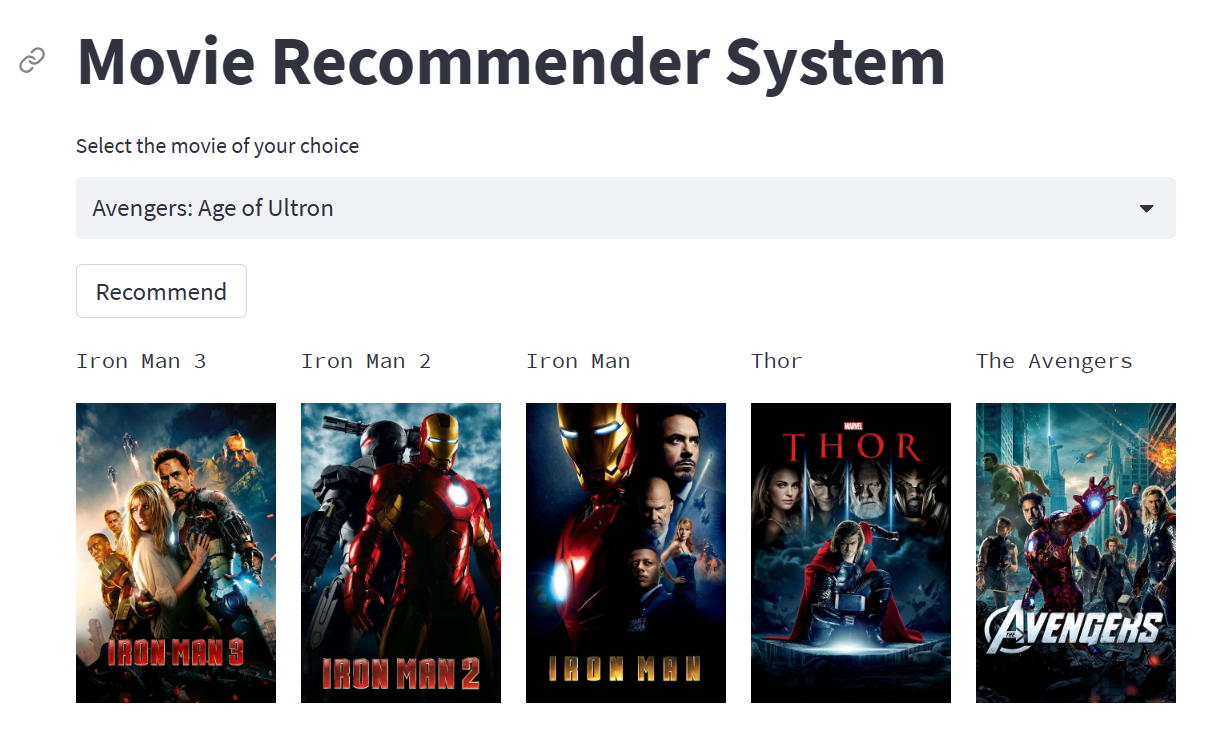 Movie Recommender System
Select the movie of your choice
Avengers: Age of Ultron
Recommend
Iron Man 3
Iron Man 2
Iron Man
Thor
The Avengers
IRON MAN 3
IRON MAN 2
IRON MAN
MARVEL
THOR
THE AVENGERS